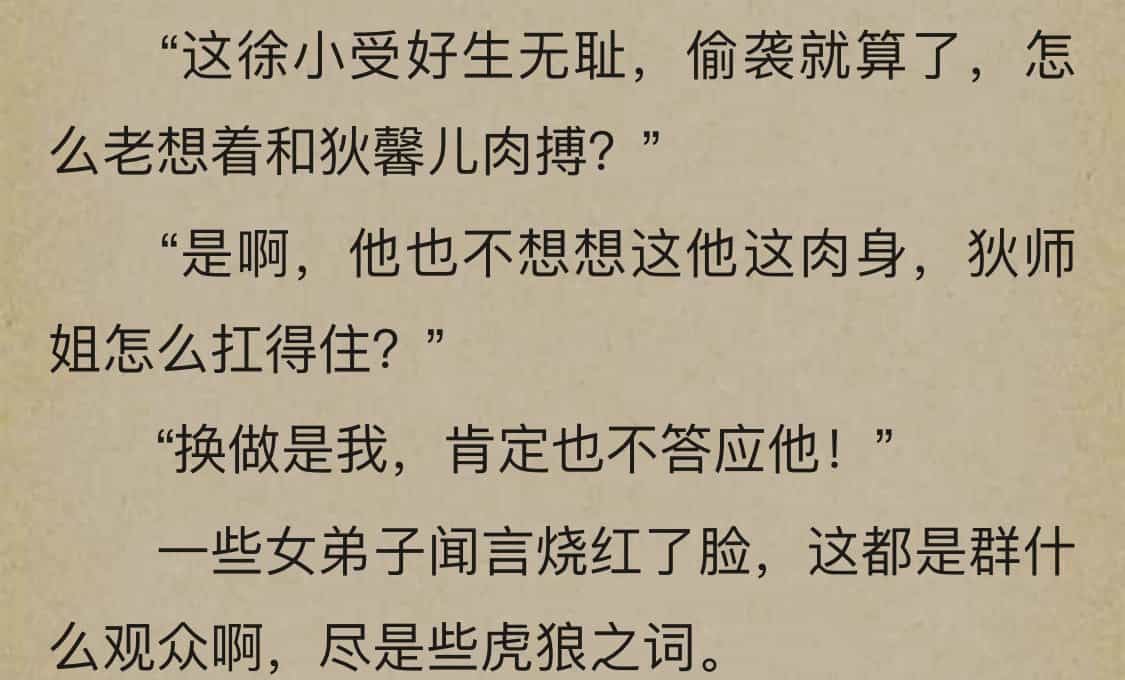 “这徐小受好生无耻，偷袭就算了，怎
么老想着和狄馨儿肉搏？”
“是啊，他也不想想这他这肉身，狄师
姐怎么扛得住？”
“换做是我，肯定也不答应他！”
一些女弟子闻言烧红了脸，这都是群什
么观众啊，尽是些虎狼之词。